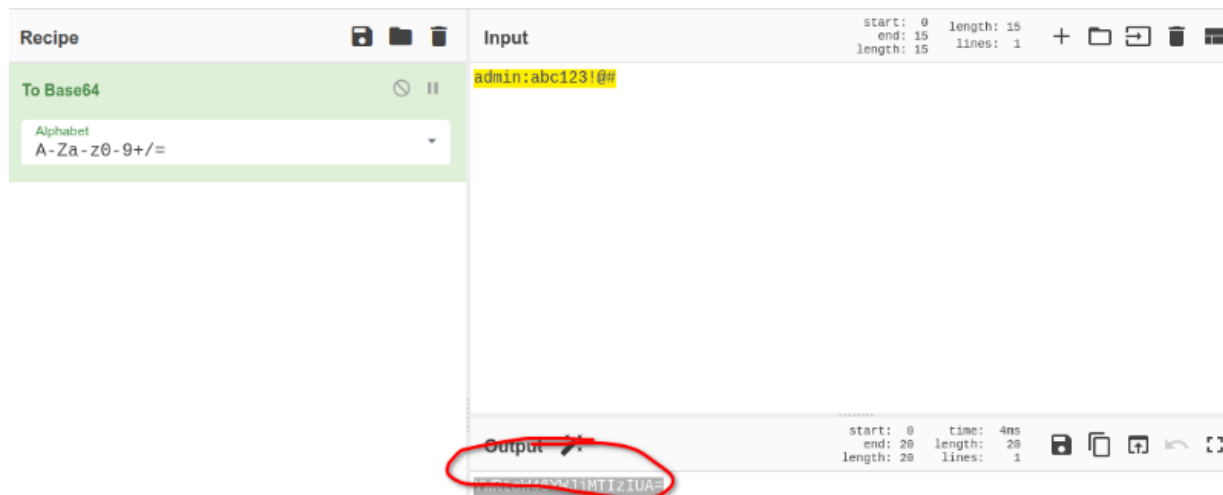 Recipe
To Base64
Alphabet
A-Za-z0-9+/=
Input
start: 0
end: 15
length: 15
length: 15
lines: 1
admin:abc123!@#
Output
start: 0
end: 20
length: 20
time: 4ms
length: 20
lines: 1